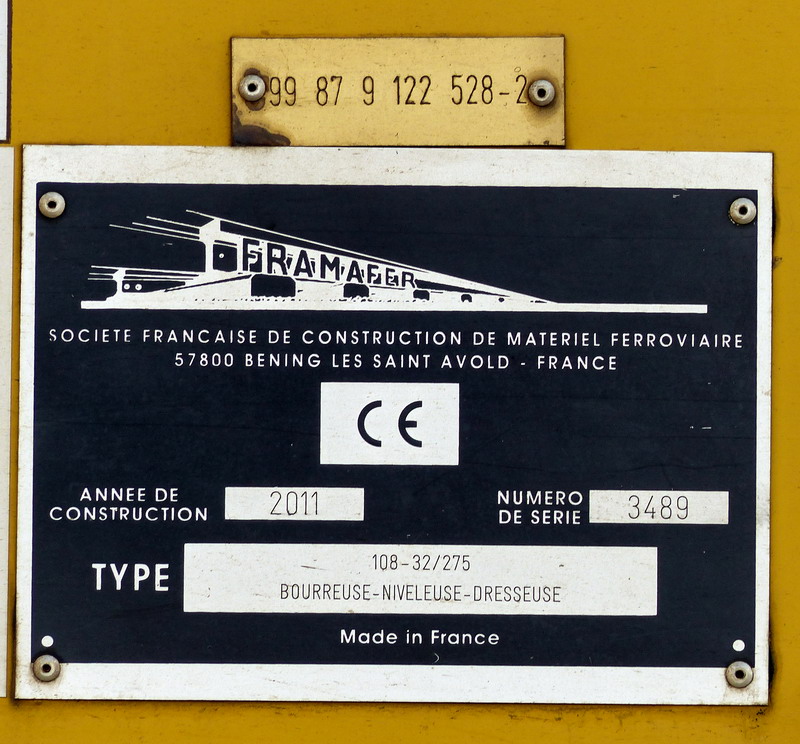 99 87 9 122 528-2
FRAMAFER
SOCIETE FRANCAISE DE CONSTRUCTION DE MATERIEL FERROVIAIRE
57800 BENING LES SAINT AVOLD - FRANCE
CE
ANNEE DE CONSTRUCTION 2011
NUMERO DE SERIE 3489
TYPE 108-32/275
BOURREUSE-NIVELEUSE-DRESSEUSE
Made in France